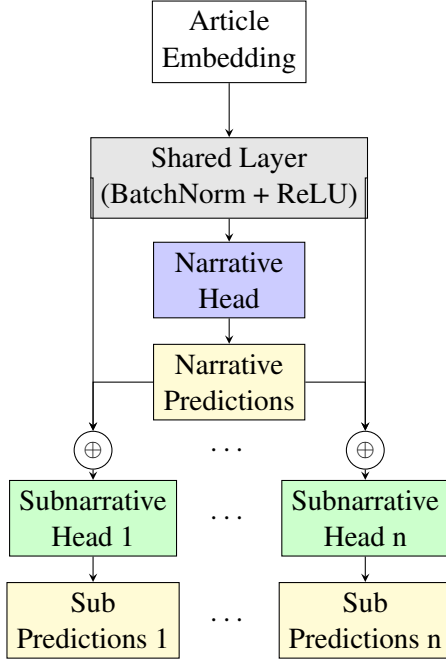 Article
Embedding
Shared Layer
(BatchNorm + ReLU)
Narrative
Head
Narrative
Predictions
⊕ ... ⊕
Subnarrative
Head 1
...
Subnarrative
Head n
Sub
Predictions 1
...
Sub
Predictions n